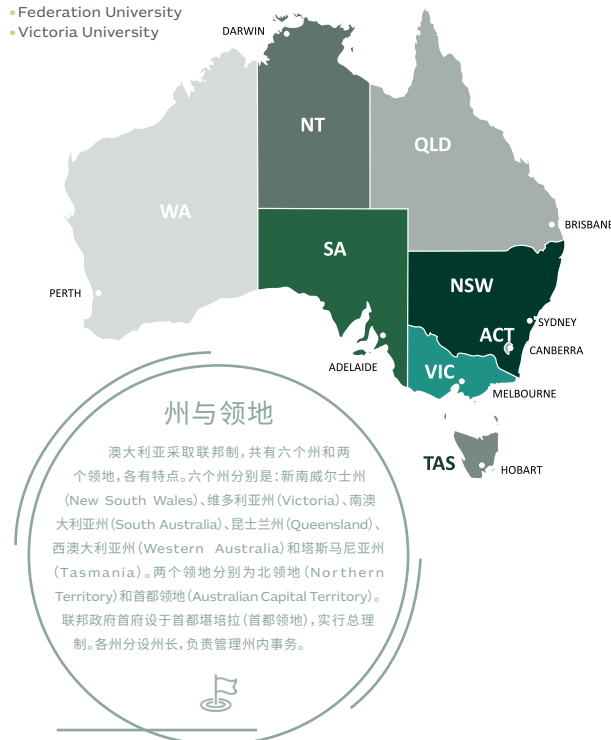 Federation University
Victoria University
DARWIN
NT
QLD
WA
BRISBANE
SA
NSW
PERTH
SYDNEY
ACT
CANBERRA
ADELAIDE
VIC
MELBOURNE
州与领地
澳大利亚采取联邦制，共有六个州和两
个领地，各有特点。六个州分别是：新南威尔士州
（New South Wales）、维多利亚州（Victoria）、南澳
大利亚州（South Australia）、昆士兰州（Queensland）、
西澳大利亚州（Western Australia）和塔斯马尼亚州
（Tasmania）。两个领地分别为北领地（Northern
Territory）和首都领地（Australian Capital Territory）。
联邦政府首府设于首都堪培拉（首都领地），实行总理
制。各州分设州长，负责管理州内事务。
TAS
HOBART